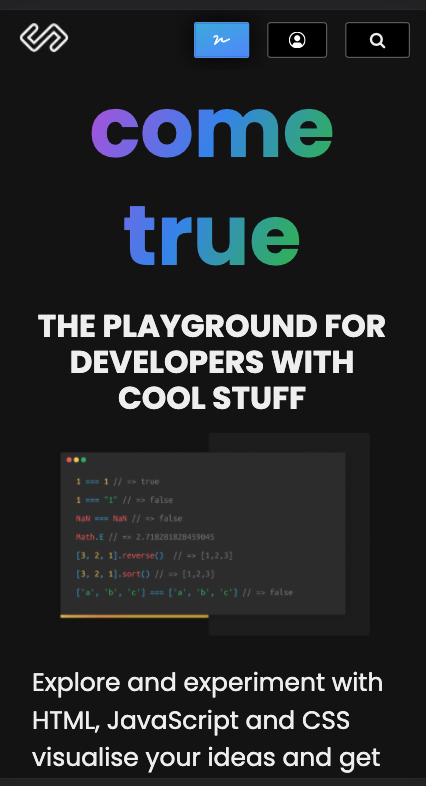 come
true
THE PLAYGROUND FOR
DEVELOPERS WITH
COOL STUFF
1 === 1 // => true
1 === "1" // => false
NaN === NaN // => false
Math.E // => 2.718281828459045
[3, 2, 1].reverse()  // => [1,2,3]
[3, 2, 1].sort() // => [1,2,3]
['a', 'b', 'c'] === ['a', 'b', 'c'] // => false
Explore and experiment with
HTML, JavaScript and CSS
visualise your ideas and get